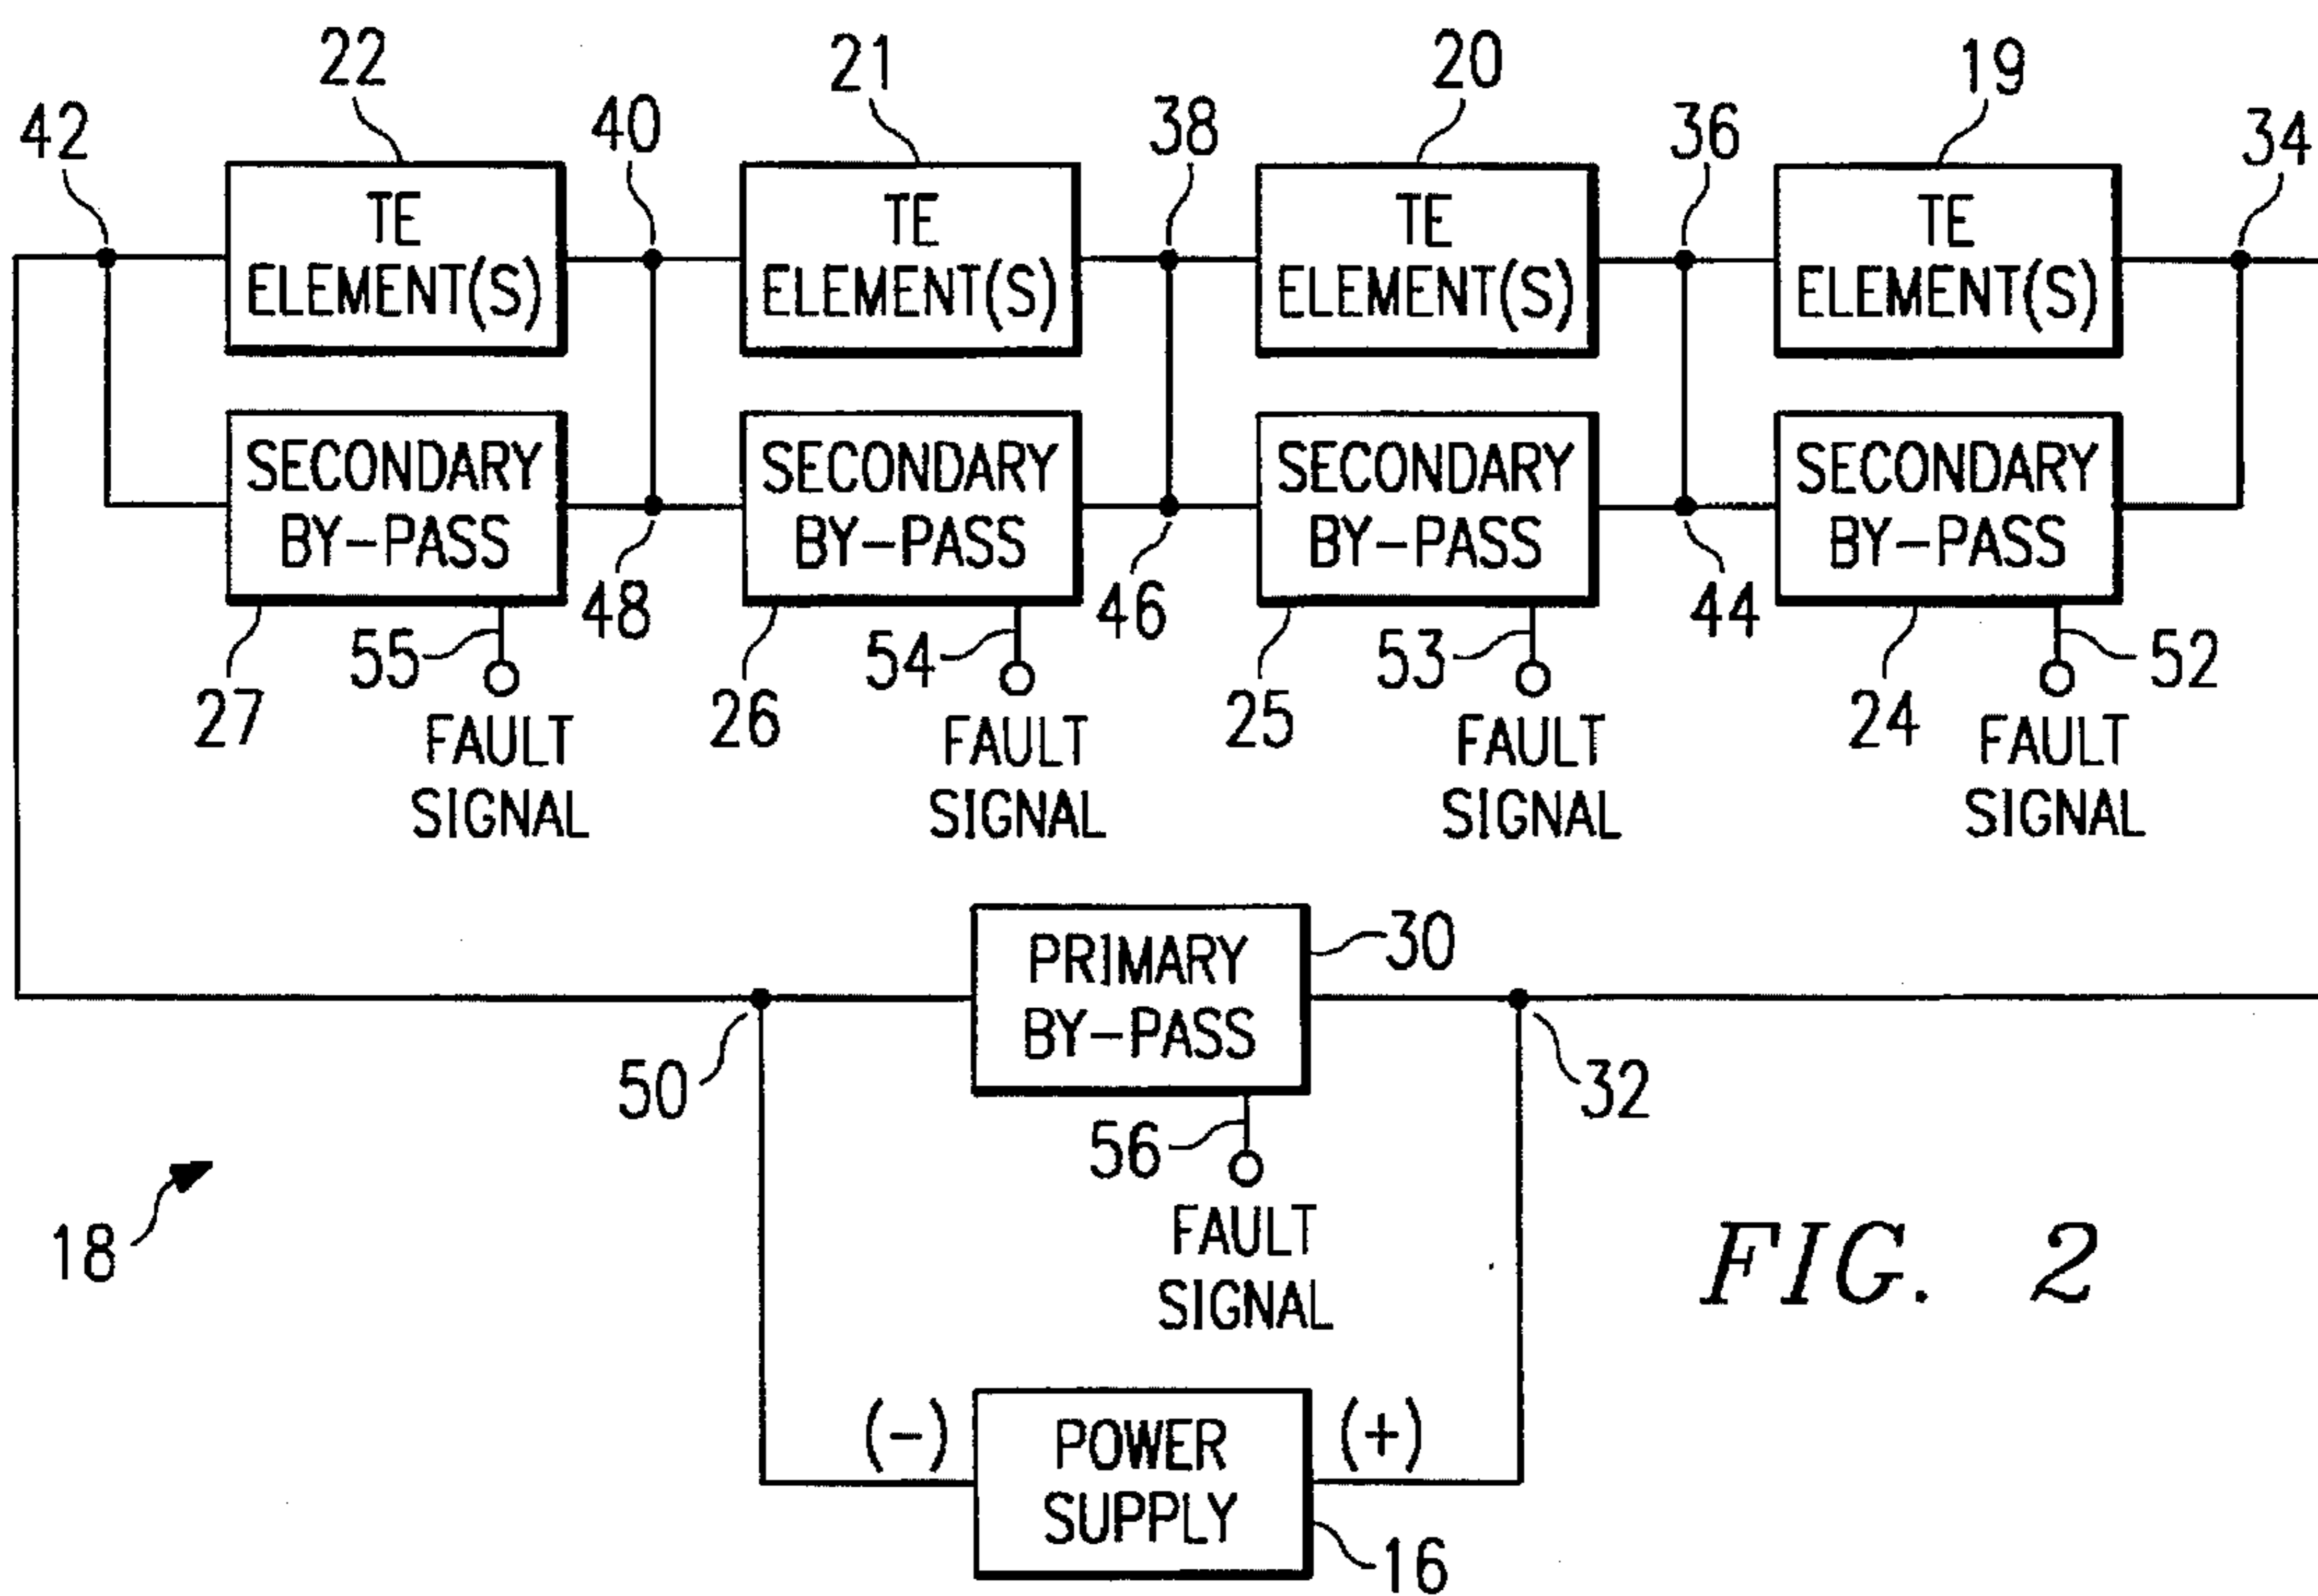 22
21
20
19
42
40
38
36
34
TE
ELEMENT(S)
TE
ELEMENT(S)
TE
ELEMENT(S)
TE
ELEMENT(S)
SECONDARY
BY-PASS
SECONDARY
BY-PASS
SECONDARY
BY-PASS
SECONDARY
BY-PASS
55
48
54
46
53
44
52
27
26
25
24
FAULT
SIGNAL
FAULT
SIGNAL
FAULT
SIGNAL
FAULT
SIGNAL
PRIMARY
BY-PASS
30
50
32
56
FAULT
SIGNAL
18
FIG. 2
(-)
POWER
SUPPLY
(+)
16